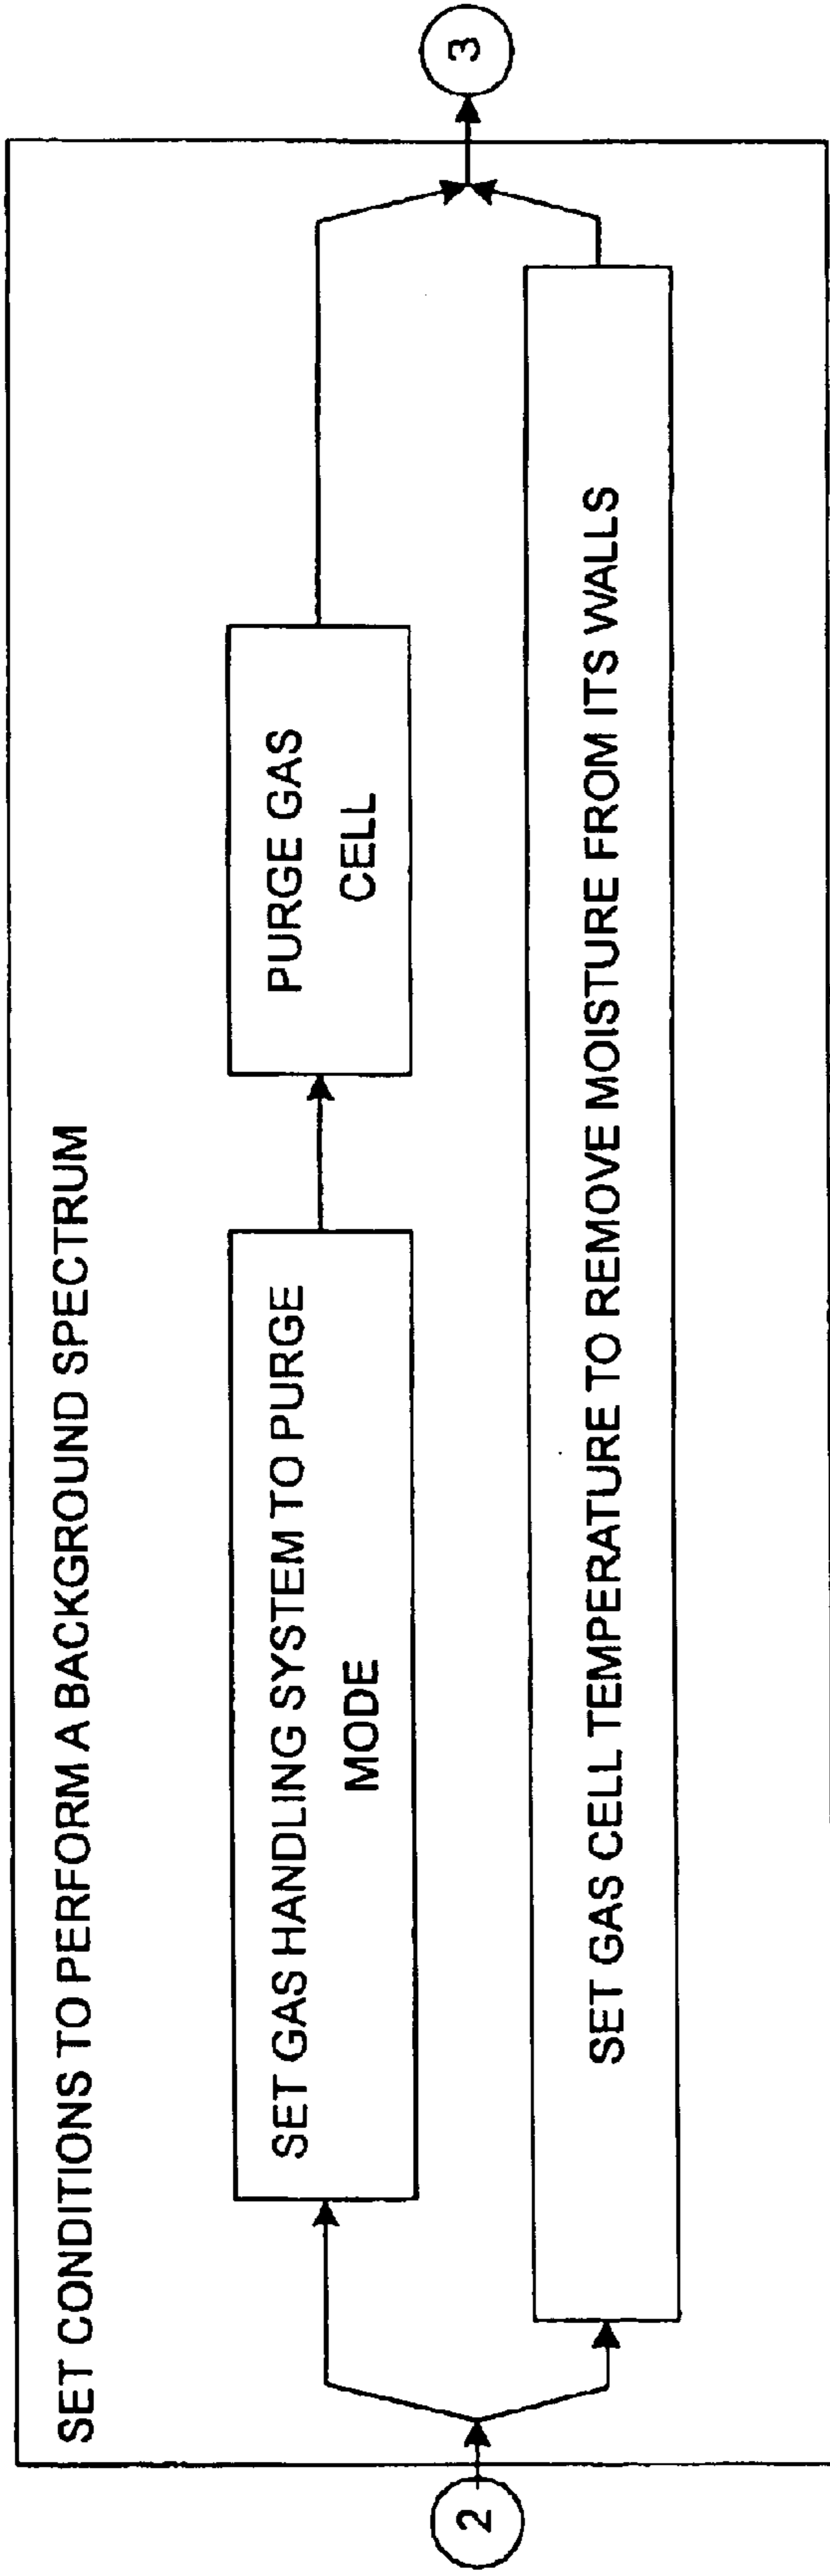 SET CONDITIONS TO PERFORM A BACKGROUND SPECTRUM
2
SET GAS HANDLING SYSTEM TO PURGE
MODE
PURGE GAS
CELL
SET GAS CELL TEMPERATURE TO REMOVE MOISTURE FROM ITS WALLS
3